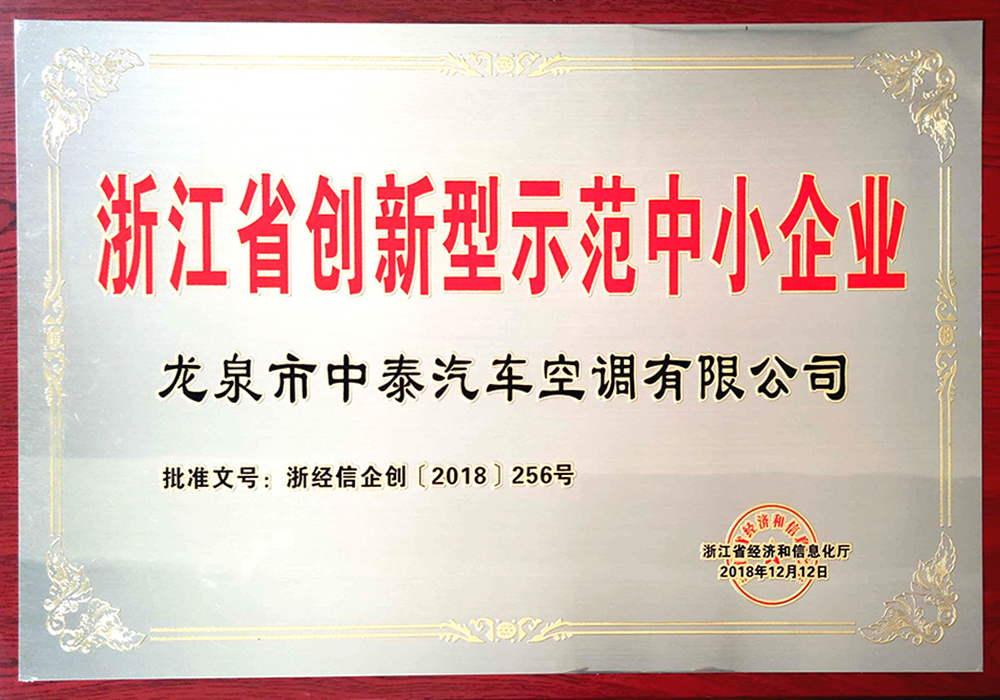 浙江省创新型示范中小企业
龙泉市中泰汽车空调有限公司
批准文号：浙经信企创〔2018〕256号
浙江省经济和信息化厅
2018年12月12日